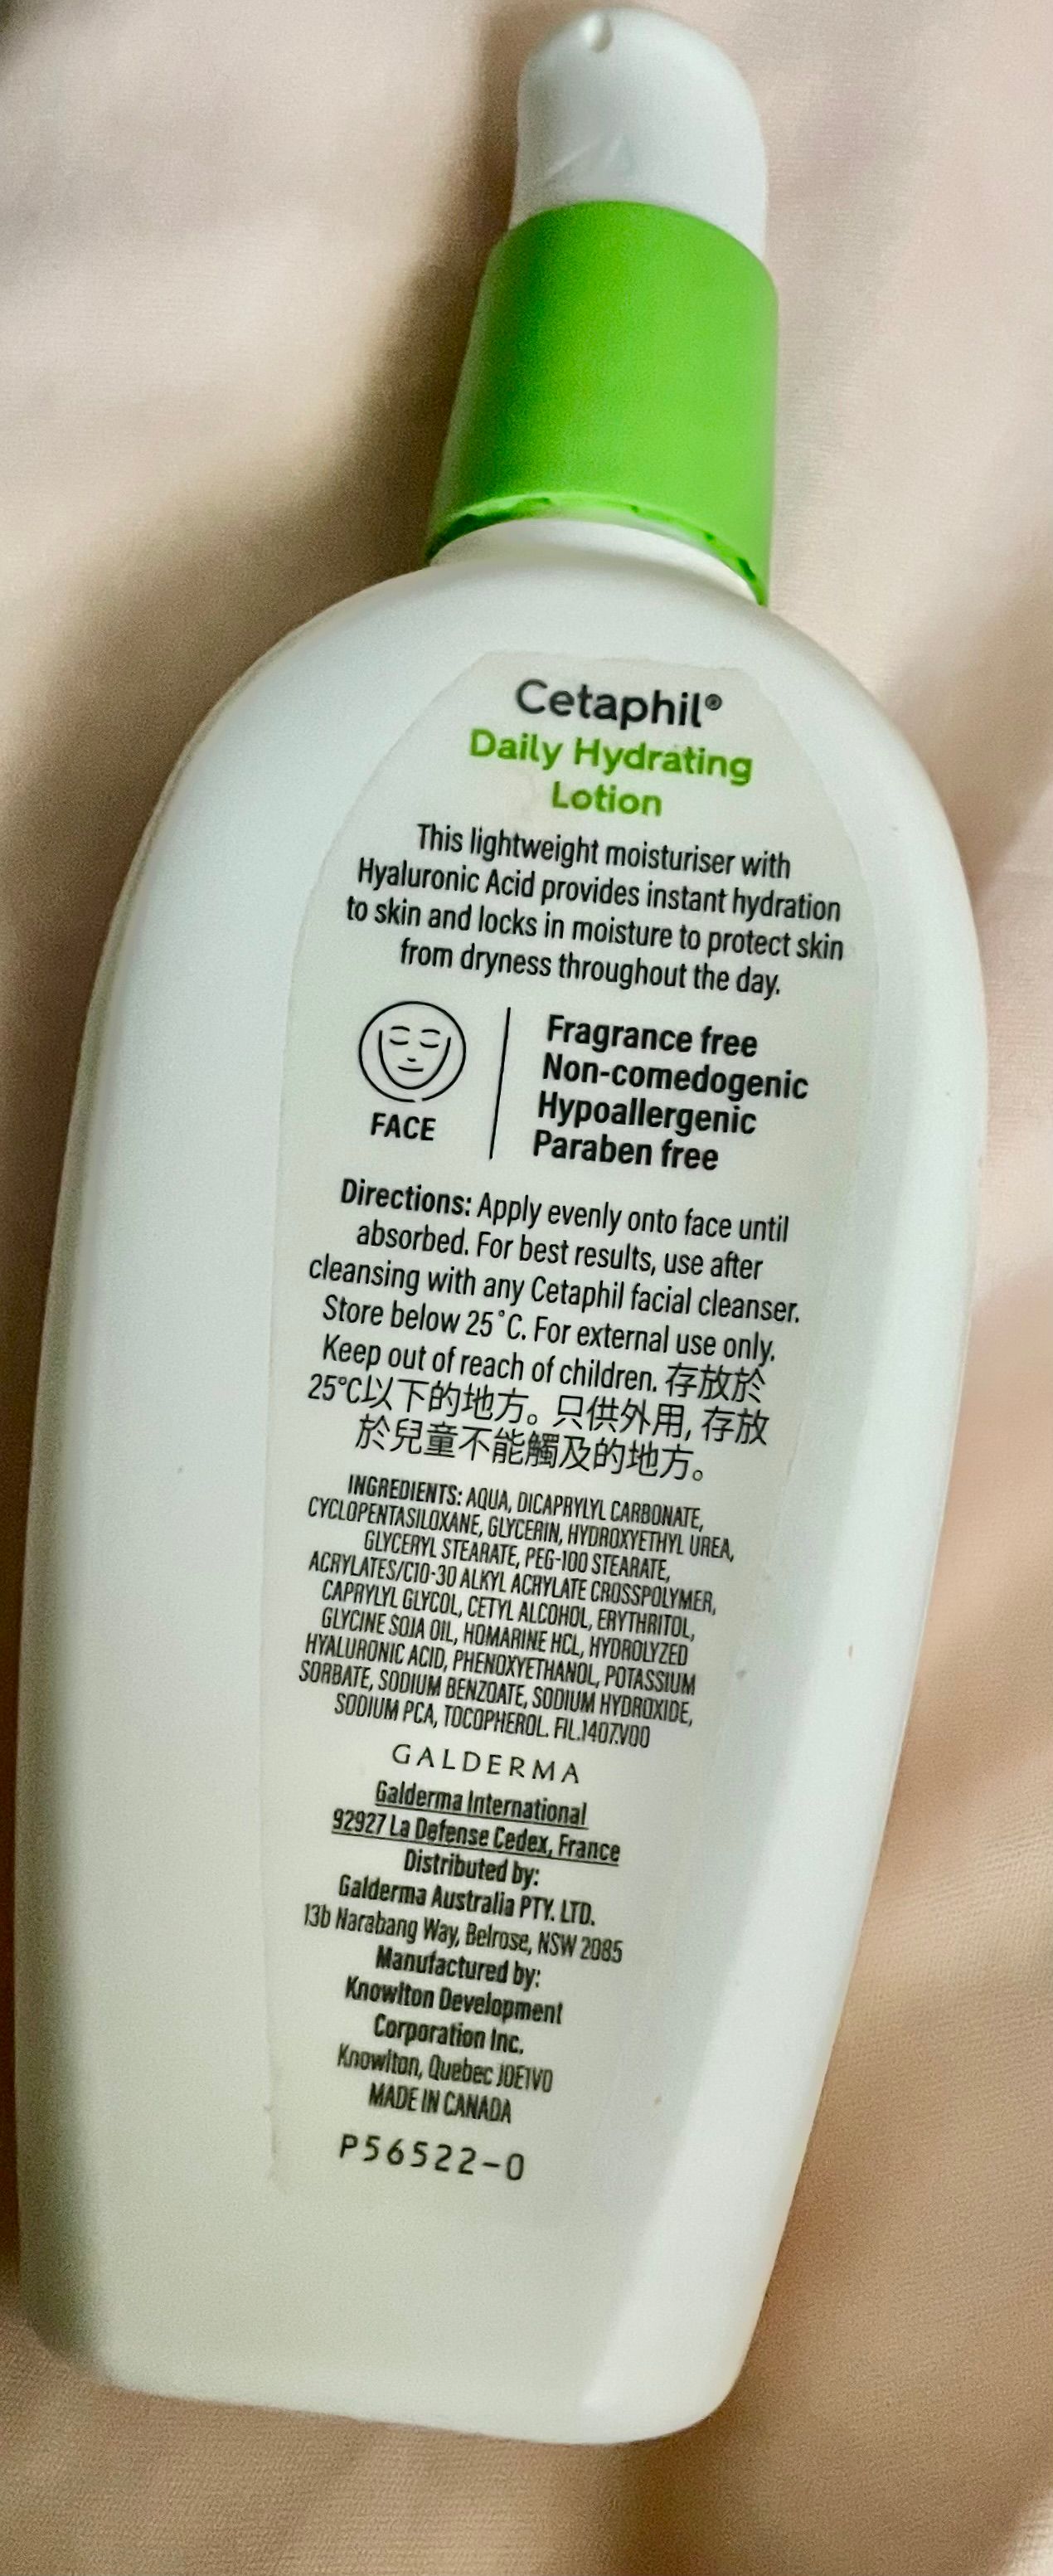 Cetaphil®
Daily Hydrating
Lotion
This lightweight moisturiser with
Hyaluronic Acid provides instant hydration
to skin and locks in moisture to protect skin
from dryness throughout the day.
FACE
Fragrance free
Non-comedogenic
Hypoallergenic
Paraben free
Directions: Apply evenly onto face until
absorbed. For best results, use after
cleansing with any Cetaphil facial cleanser.
Store below 25°C. For external use only.
Keep out of reach of children. 存放於
25°C以下的地方。只供外用, 存放
於兒童不能觸及的地方。
INGREDIENTS: AQUA, DICAPRYLYL CARBONATE,
CYCLOPENTASILOXANE, GLYCERIN, HYDROXYETHYL UREA,
GLYCERYL STEARATE, PEG-100 STEARATE,
ACRYLATES/C10-30 ALKYL ACRYLATE CROSSPOLYMER,
CAPRYLYL GLYCOL, CETYL ALCOHOL, ERYTHRITOL,
GLYCINE SOJA OIL, HOMARINE HCL, HYDROLYZED
HYALURONIC ACID, PHENOXYETHANOL, POTASSIUM
SORBATE, SODIUM BENZOATE, SODIUM HYDROXIDE,
SODIUM PCA, TOCOPHEROL. FIL.1407.V00
GALDERMA
Galderma International
92927 La Defense Cedex, France
Distributed by:
Galderma Australia PTY. LTD.
13b Narabang Way, Belrose, NSW 2085
Manufactured by:
Knowlton Development
Corporation Inc.
Knowlton, Quebec J0E1V0
MADE IN CANADA
P56522-0